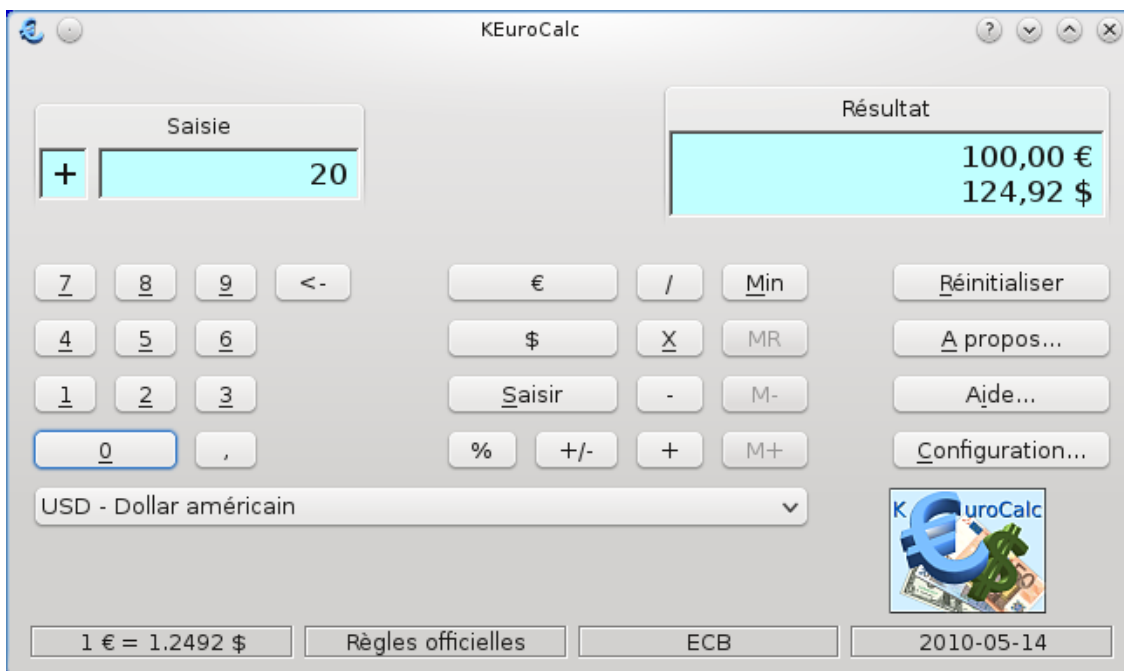 KEuroCalc
Saisie
+ 20
Résultat
100,00 €
124,92 $
7 8 9 <- € / Min Réinitialiser
4 5 6 $ X MR A propos...
1 2 3 Saisir - M- Aide...
0 , % +/- + M+ Configuration...
USD - Dollar américain
K€uroCalc
1 € = 1.2492 $ Règles officielles ECB 2010-05-14